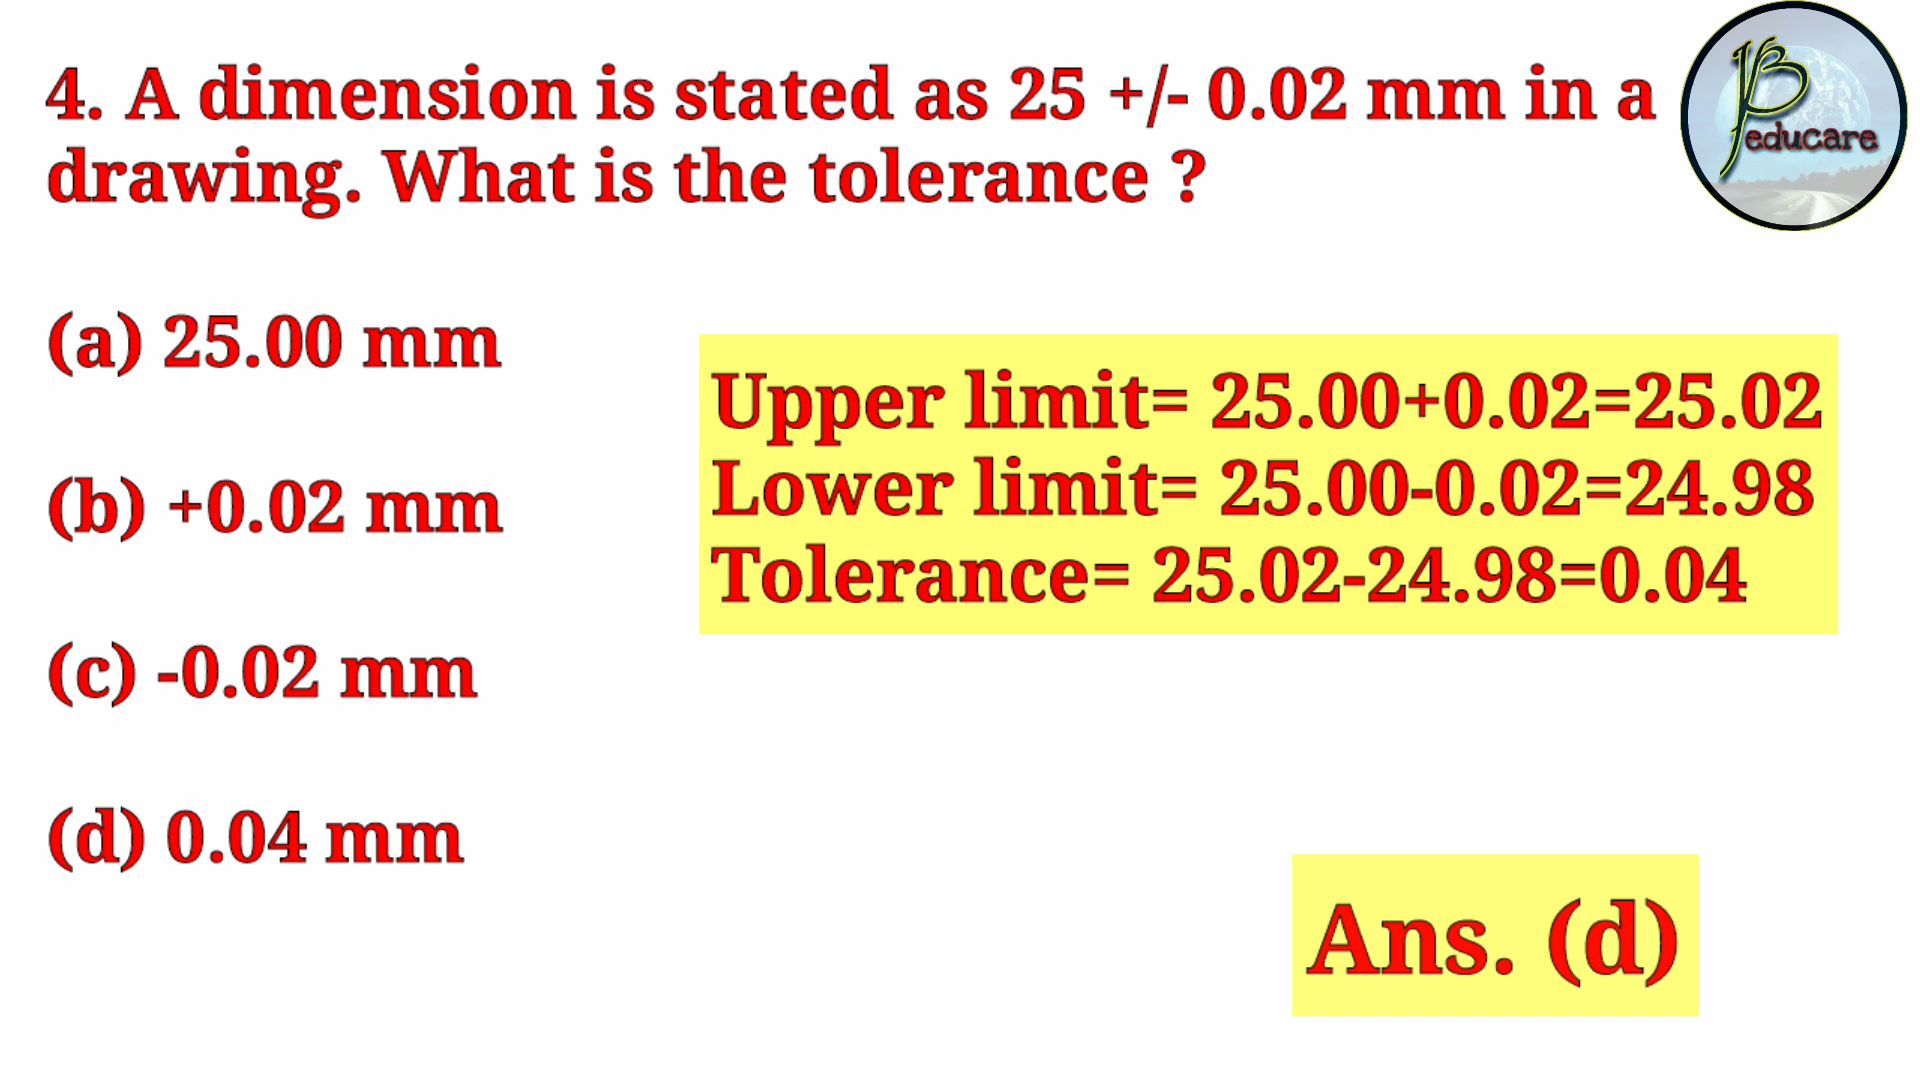 4. A dimension is stated as 25 +/- 0.02 mm in a
drawing. What is the tolerance ?
(a) 25.00 mm
(b) +0.02 mm
(c) -0.02 mm
(d) 0.04 mm
Upper limit= 25.00+0.02=25.02
Lower limit= 25.00-0.02=24.98
Tolerance= 25.02-24.98=0.04
Ans. (d)
educare